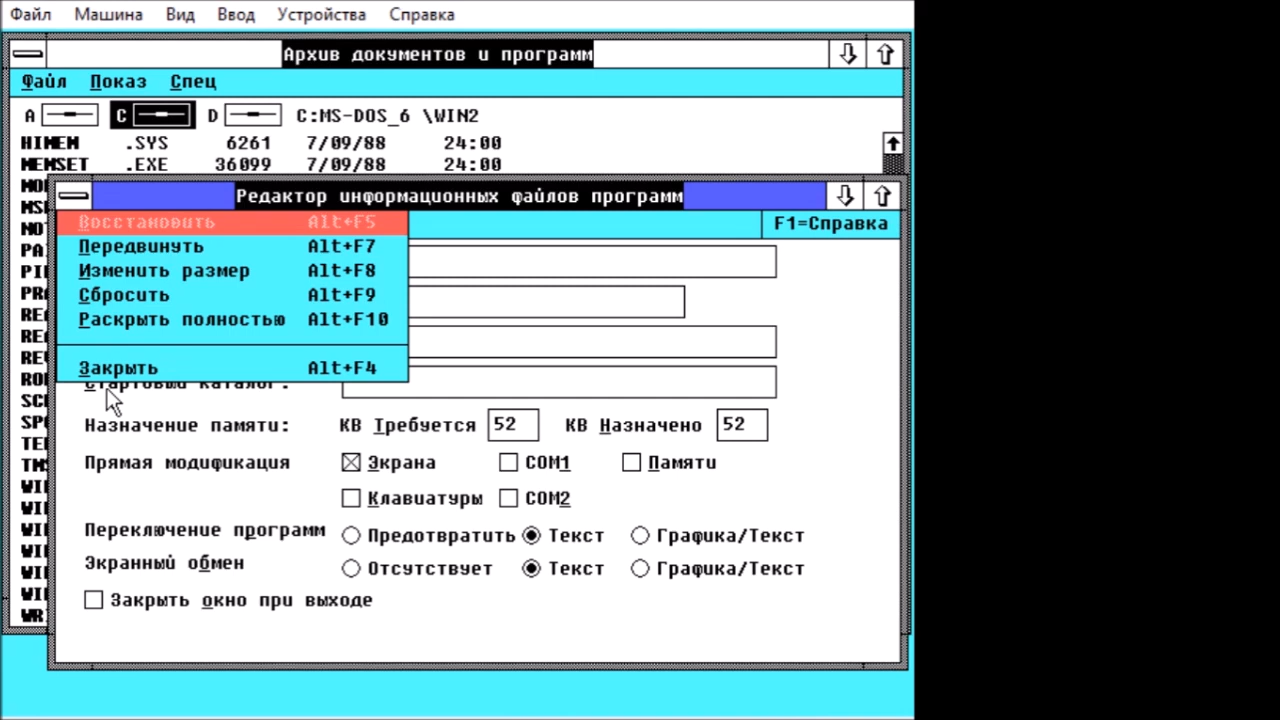 Файл Машина Вид Ввод Устройства Справка
Архив документов и программ
Файл Показ Спец
A C D C:MS-DOS_6 \WIN2
HIMEM .SYS 6261 7/09/88 24:00
MEMSET .EXE 36099 7/09/88 24:00
Редактор информационных файлов программ
Восстановить Alt+F5
F1=Справка
Передвинуть Alt+F7
Изменить размер Alt+F8
Сбросить Alt+F9
Раскрыть полностью Alt+F10
Закрыть Alt+F4
Стартовый каталог:
Назначение памяти: КВ Требуется 52 КВ Назначено 52
Прямая модификация Экрана COM1 Памяти
Клавиатуры COM2
Переключение программ Предотвратить Текст Графика/Текст
Экранный обмен Отсутствует Текст Графика/Текст
Закрыть окно при выходе